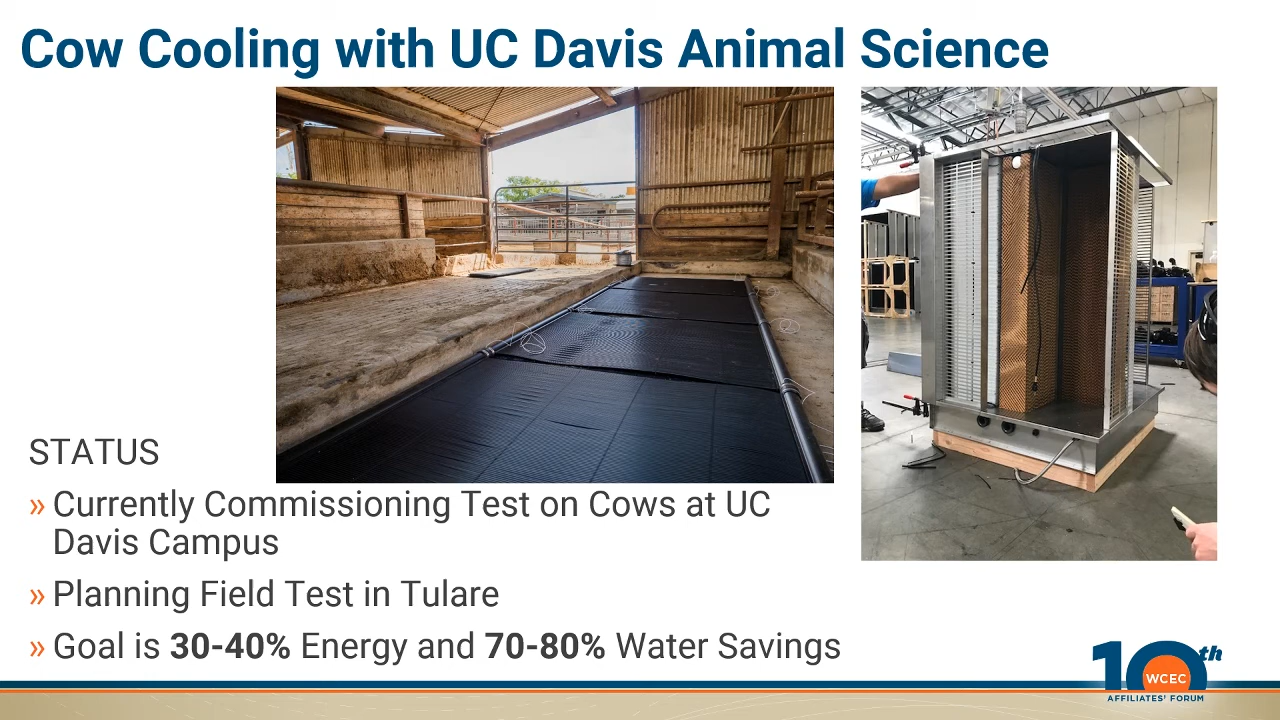 Cow Cooling with UC Davis Animal Science
STATUS
» Currently Commissioning Test on Cows at UC
Davis Campus
» Planning Field Test in Tulare
» Goal is 30-40% Energy and 70-80% Water Savings
10th
WCEC
AFFILIATES' FORUM